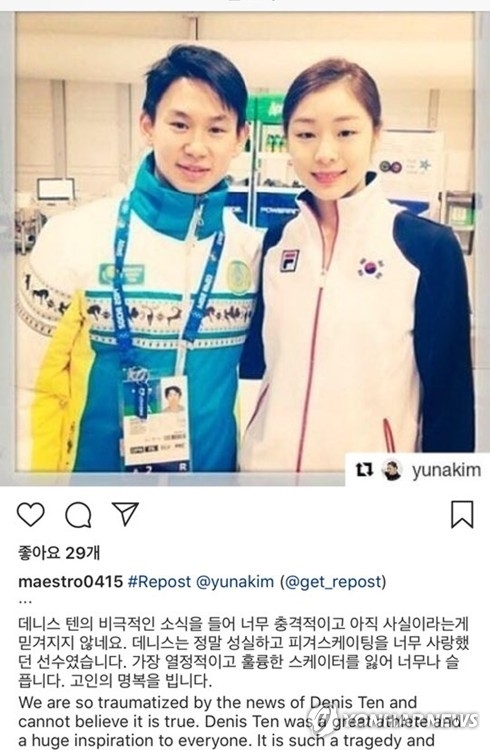 FILA
yunakim
좋아요 29개
maestro0415 #Repost @yunakim (@get_repost)
...
데니스 텐의 비극적인 소식을 들어 너무 충격적이고 아직 사실이라는게
믿겨지지 않네요. 데니스는 정말 성실하고 피겨스케이팅을 너무 사랑했
던 선수였습니다. 가장 열정적이고 훌륭한 스케이터를 잃어 너무나 슬
픕니다. 고인의 명복을 빕니다.
We are so traumatized by the news of Denis Ten and
cannot believe it is true. Denis Ten was a great athlete and
a huge inspiration to everyone. It is such a tragedy and
YONHAPNEWS